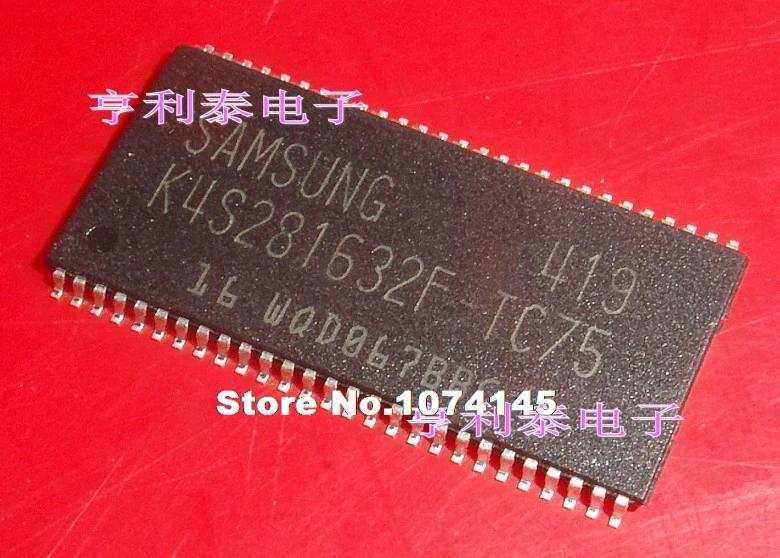 亨利泰电子
SAMSUNG 419
K4S281632F-TC75
16 WQD067BB
Store-No.1074145
亨利泰电子